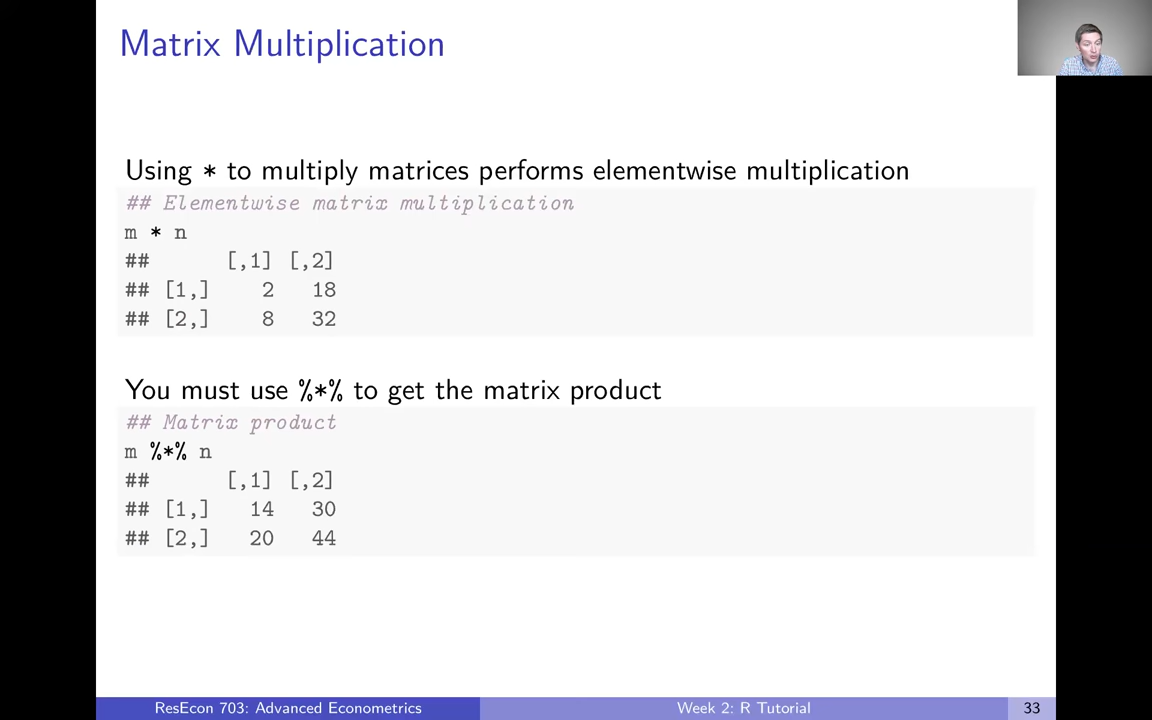 Matrix Multiplication
Using * to multiply matrices performs elementwise multiplication
## Elementwise matrix multiplication
m * n
## [,1] [,2]
## [1,] 2 18
## [2,] 8 32
You must use %*% to get the matrix product
## Matrix product
m %*% n
## [,1] [,2]
## [1,] 14 30
## [2,] 20 44
ResEcon 703: Advanced Econometrics Week 2: R Tutorial 33